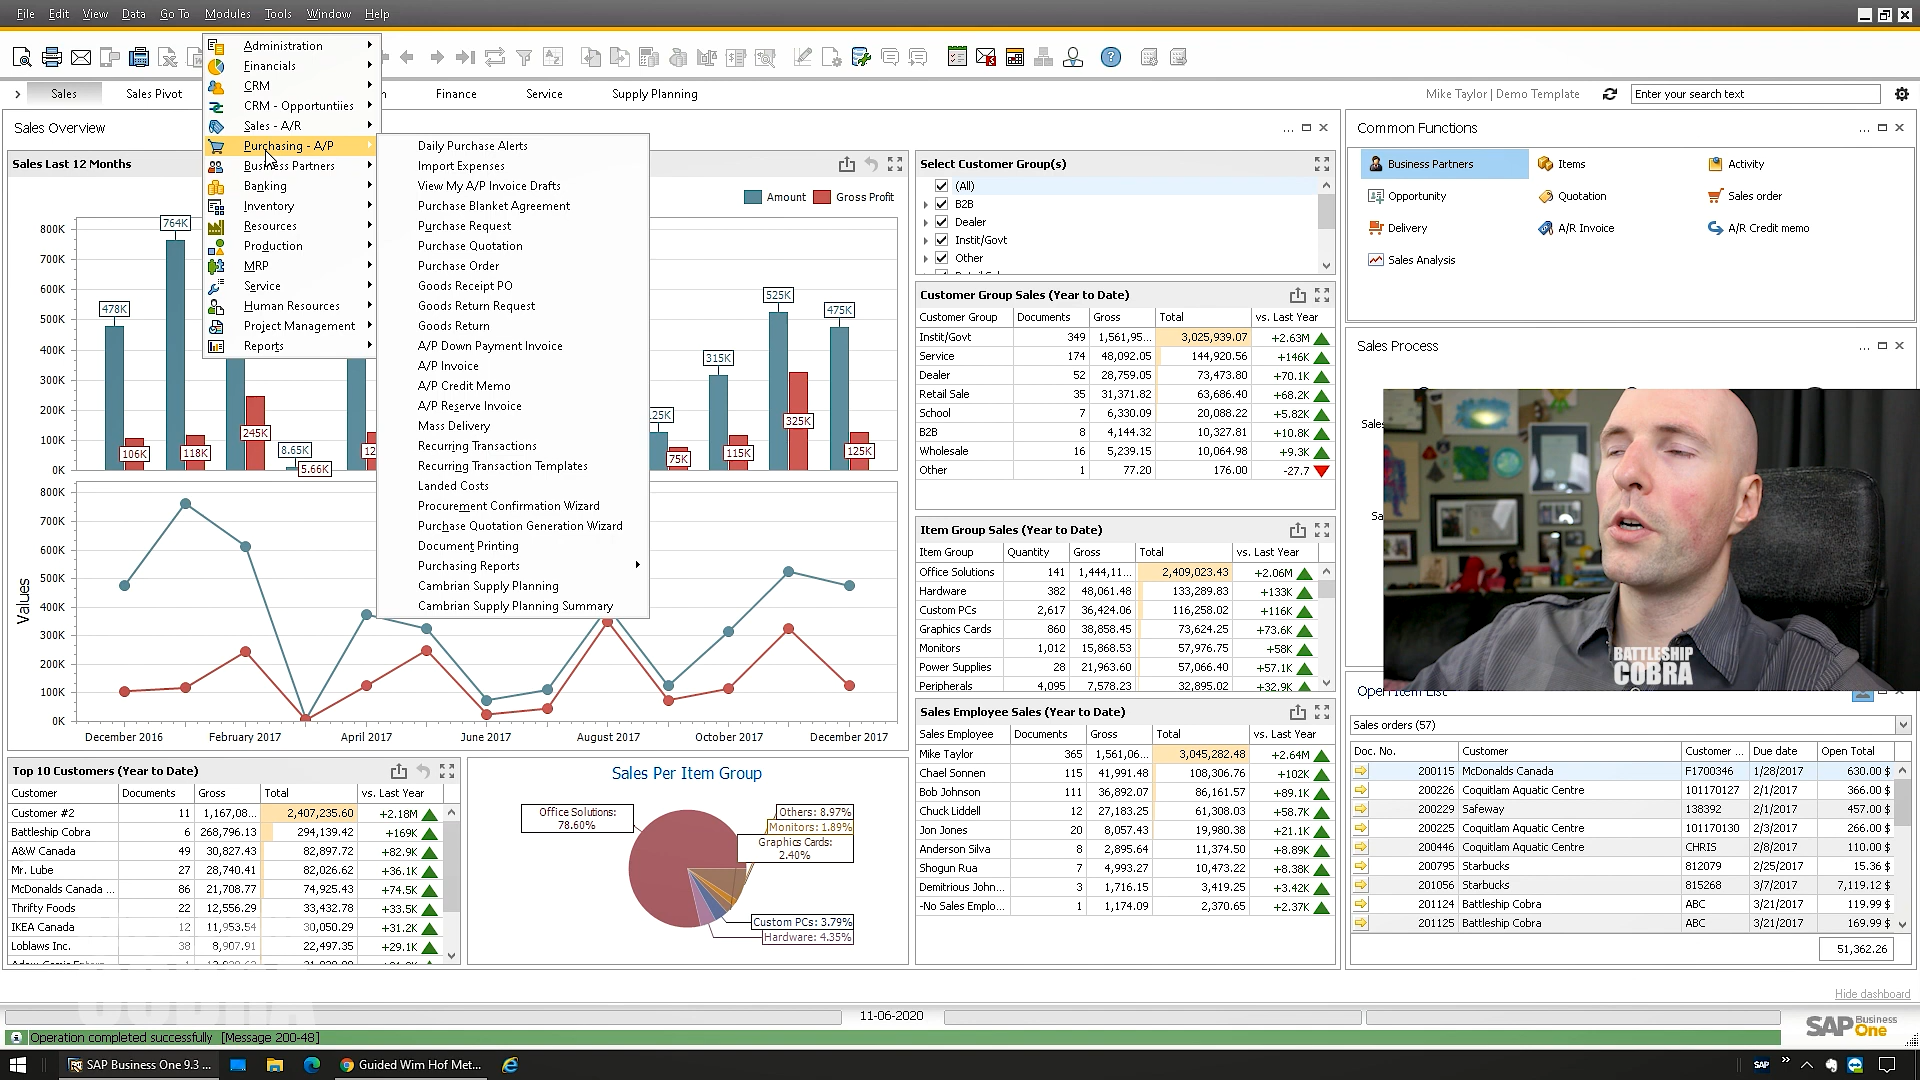 File Edit View Data Go To Modules Tools Window Help
Administration
Financials
CRM
CRM - Opportuntiies
Sales - A/R
Purchasing - A/P
Business Partners
Banking
Inventory
Resources
Production
MRP
Service
Human Resources
Project Management
Reports
Daily Purchase Alerts
Import Expenses
View My A/P Invoice Drafts
Purchase Blanket Agreement
Purchase Request
Purchase Quotation
Purchase Order
Goods Receipt PO
Goods Return Request
Goods Return
A/P Down Payment Invoice
A/P Invoice
A/P Credit Memo
A/P Reserve Invoice
Mass Delivery
Recurring Transactions
Recurring Transaction Templates
Landed Costs
Procurement Confirmation Wizard
Purchase Quotation Generation Wizard
Document Printing
Purchasing Reports
Cambrian Supply Planning
Cambrian Supply Planning Summary
Sales Sales Pivot Finance Service Supply Planning
Mike Taylor | Demo Template Enter your search text
Sales Overview
Sales Last 12 Months
Amount Gross Profit
800K
700K
600K
500K
400K
300K
200K
100K
0K
478K 764K 8.65K 315K 525K 475K
106K 118K 245K 5.66K 75K 115K 325K 125K
Values
800K
700K
600K
500K
400K
300K
200K
100K
0K
December 2016 February 2017 April 2017 June 2017 August 2017 October 2017 December 2017
Top 10 Customers (Year to Date)
Customer Documents Gross Total vs. Last Year
Customer #2 11 1,167,08... 2,407,235.60 +2.18M
Battleship Cobra 6 268,796.13 294,139.42 +169K
A&W Canada 49 30,827.43 82,897.72 +82.9K
Mr. Lube 27 28,740.41 82,026.62 +36.1K
McDonalds Canada ... 86 21,708.77 74,925.43 +74.5K
Thrifty Foods 22 12,556.29 33,432.78 +33.5K
IKEA Canada 12 11,953.54 30,050.29 +31.2K
Loblaws Inc. 38 8,907.91 22,497.35 +29.1K
Sales Per Item Group
Office Solutions:
78.60%
Others: 8.97%
Monitors: 1.89%
Graphics Cards:
2.40%
Custom PCs: 3.79%
Hardware: 4.35%
Select Customer Group(s)
(All)
B2B
Dealer
Instit/Govt
Other
Customer Group Sales (Year to Date)
Customer Group Documents Gross Total vs. Last Year
Instit/Govt 349 1,561,95... 3,025,939.07 +2.63M
Service 174 48,092.05 144,920.56 +146K
Dealer 52 28,759.05 73,473.80 +70.1K
Retail Sale 35 31,371.82 63,686.40 +68.2K
School 7 6,330.09 20,088.22 +5.82K
B2B 8 4,144.32 10,327.81 +10.8K
Wholesale 16 5,239.15 10,064.98 +9.3K
Other 1 77.20 176.00 -27.7
Item Group Sales (Year to Date)
Item Group Quantity Gross Total vs. Last Year
Office Solutions 141 1,444,11... 2,409,023.43 +2.06M
Hardware 382 48,061.48 133,289.83 +133K
Custom PCs 2,617 36,424.06 116,258.02 +116K
Graphics Cards 860 38,858.45 73,624.25 +73.6K
Monitors 1,012 15,868.53 57,976.75 +58K
Power Supplies 28 21,963.60 57,066.40 +57.1K
Peripherals 4,095 7,578.23 32,895.02 +32.9K
Sales Employee Sales (Year to Date)
Sales Employee Documents Gross Total vs. Last Year
Mike Taylor 365 1,561,06... 3,045,282.48 +2.64M
Chael Sonnen 115 41,991.48 108,306.76 +102K
Bob Johnson 111 36,892.07 86,161.57 +89.1K
Chuck Liddell 12 27,183.25 61,308.03 +58.7K
Jon Jones 20 8,057.43 19,980.38 +21.1K
Anderson Silva 8 2,895.64 11,374.50 +8.89K
Shogun Rua 7 4,993.27 10,473.22 +8.38K
Demitrious John... 3 1,716.15 3,419.25 +3.42K
-No Sales Emplo... 1 1,174.09 2,370.65 +2.37K
Common Functions
Business Partners Items Activity
Opportunity Quotation Sales order
Delivery A/R Invoice A/R Credit memo
Sales Analysis
Sales Process
Sales
BATTLESHIP
COBRA
Open Item List
Sales orders (57)
Doc. No. Customer Customer ... Due date Open Total
200115 McDonalds Canada F1700346 1/28/2017 630.00 $
200226 Coquitlam Aquatic Centre 101170127 2/1/2017 366.00 $
200229 Safeway 138392 2/1/2017 457.00 $
200225 Coquitlam Aquatic Centre 101170130 2/3/2017 266.00 $
200446 Coquitlam Aquatic Centre CHRIS 2/8/2017 110.00 $
200795 Starbucks 812079 2/25/2017 15.36 $
201056 Starbucks 815268 3/7/2017 7,119.12 $
201124 Battleship Cobra ABC 3/21/2017 119.99 $
201125 Battleship Cobra ABC 3/21/2017 169.99 $
51,362.26
Hide dashboard
11-06-2020
SAP Business One
Operation completed successfully [Message 200-48]
SAP Business One 9.3 ... Guided Wim Hof Met... SAP